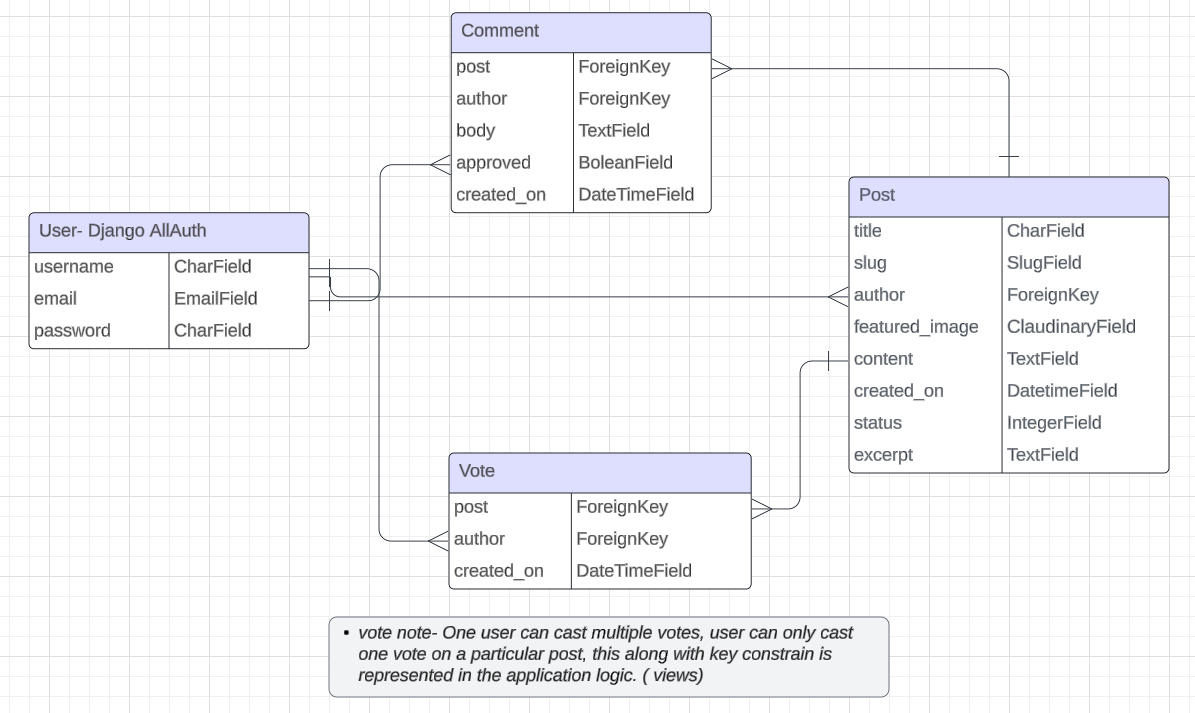 Comment
post ForeignKey
author ForeignKey
body TextField
approved BoleanField
created_on DateTimeField
User- Django AllAuth
username CharField
email EmailField
password CharField
Post
title CharField
slug SlugField
author ForeignKey
featured_image ClaudinaryField
content TextField
created_on DatetimeField
status IntegerField
excerpt TextField
Vote
post ForeignKey
author ForeignKey
created_on DateTimeField
▪ vote note- One user can cast multiple votes, user can only cast
one vote on a particular post, this along with key constrain is
represented in the application logic. ( views)